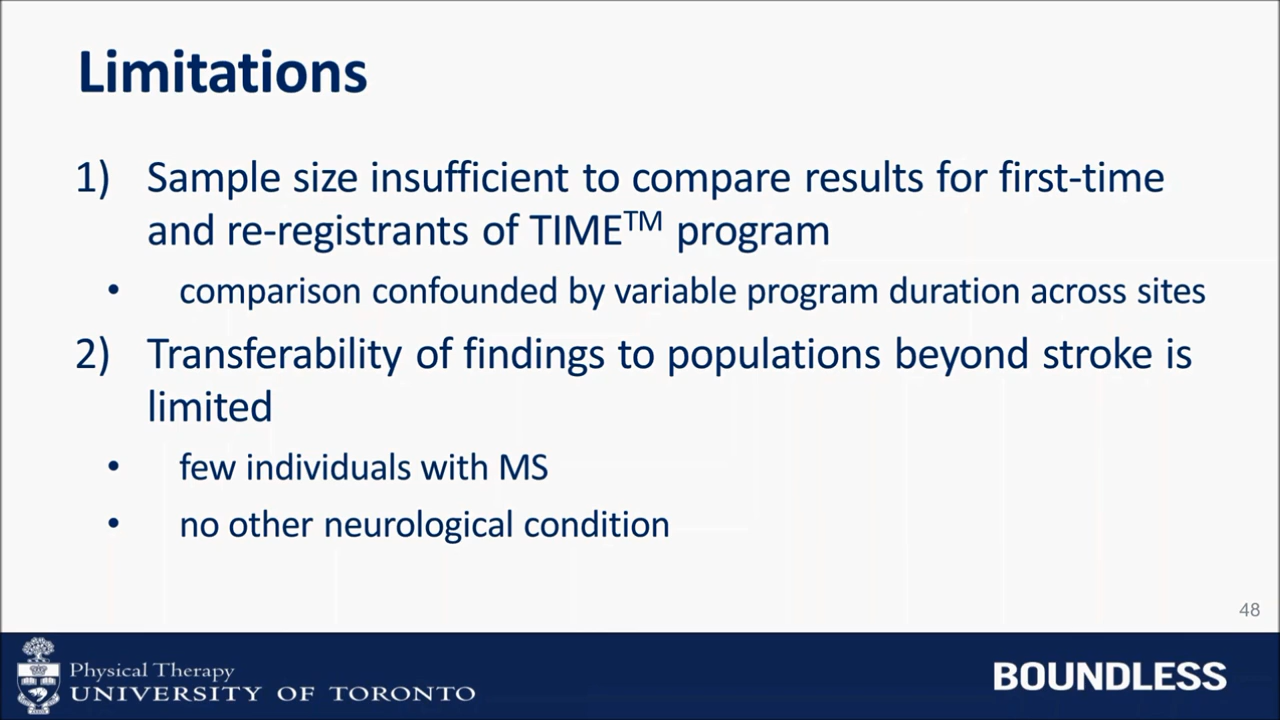 Limitations
1) Sample size insufficient to compare results for first-time
and re-registrants of TIME™ program
• comparison confounded by variable program duration across sites
2) Transferability of findings to populations beyond stroke is
limited
• few individuals with MS
• no other neurological condition
48
Physical Therapy
UNIVERSITY OF TORONTO
BOUNDLESS